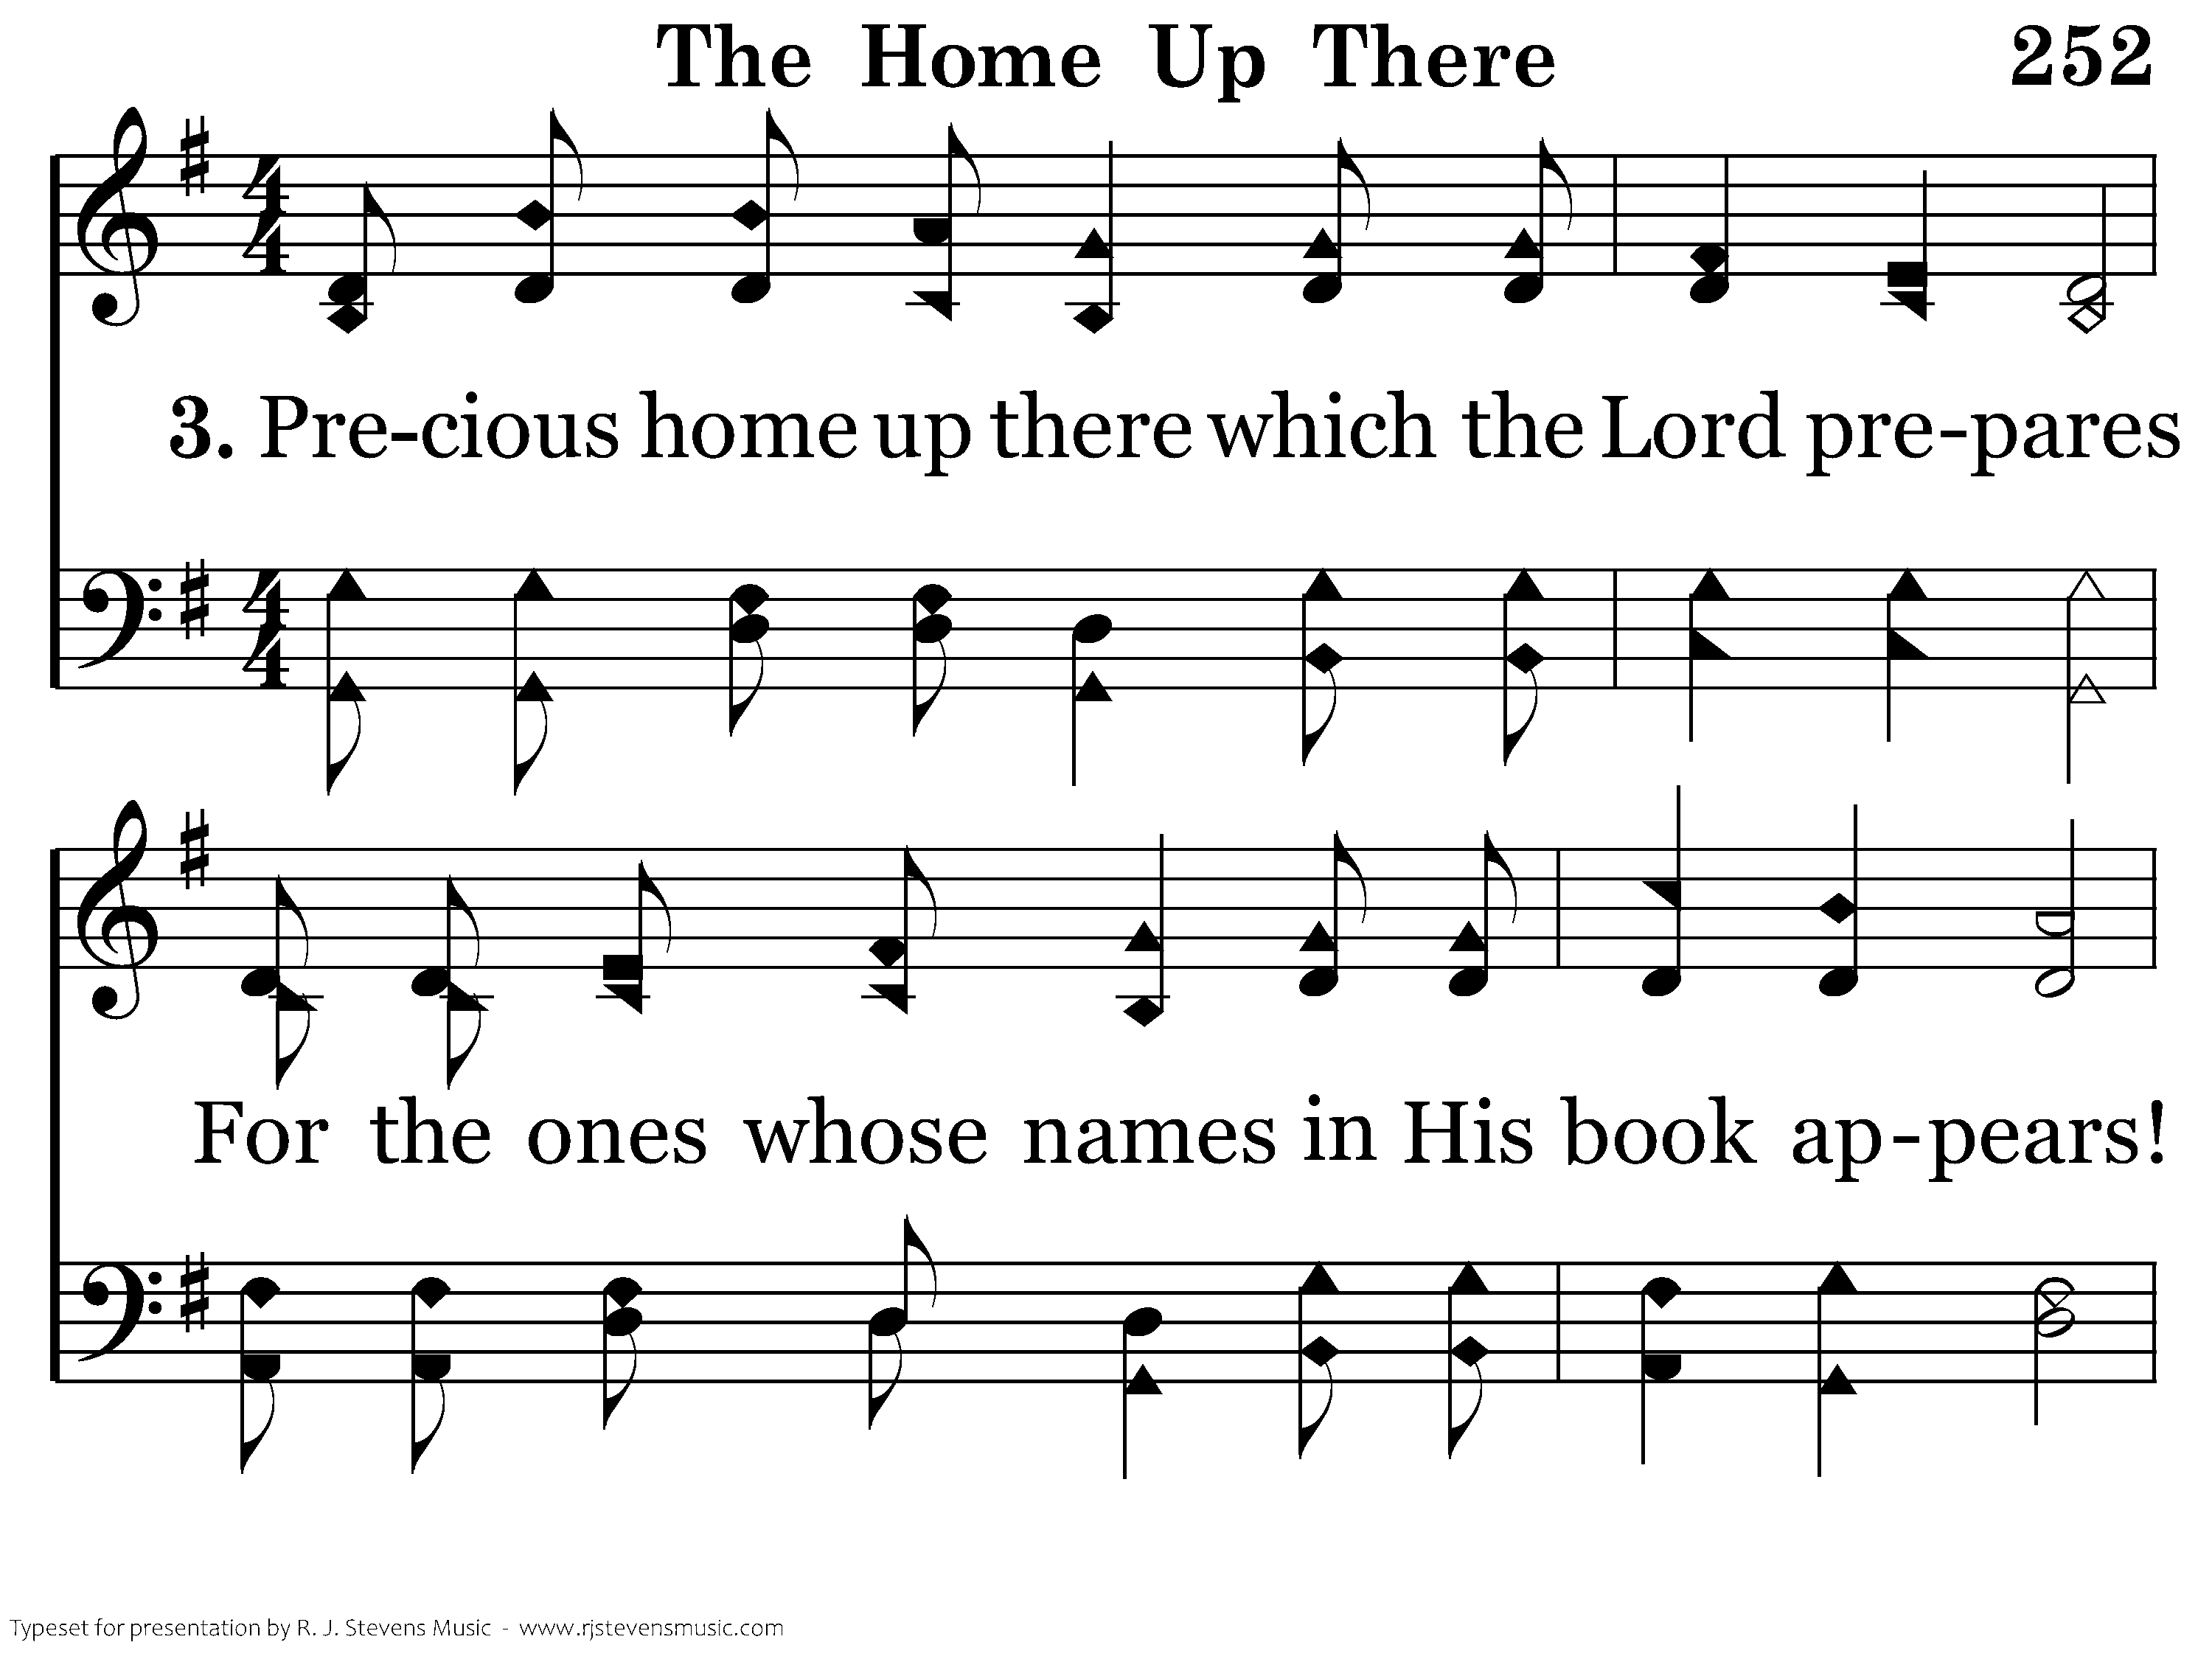 The Home Up There 252
3. Pre-cious home up there which the Lord pre-pares
For the ones whose names in His book ap-pears!
Typeset for presentation by R. J. Stevens Music - www.rjstevensmusic.com